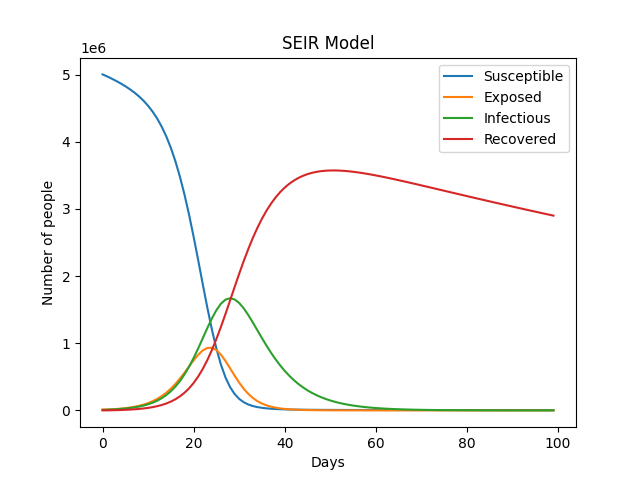 SEIR Model
1e6
5
4
3
2
1
0
Number of people
Susceptible
Exposed
Infectious
Recovered
0 20 40 60 80 100
Days